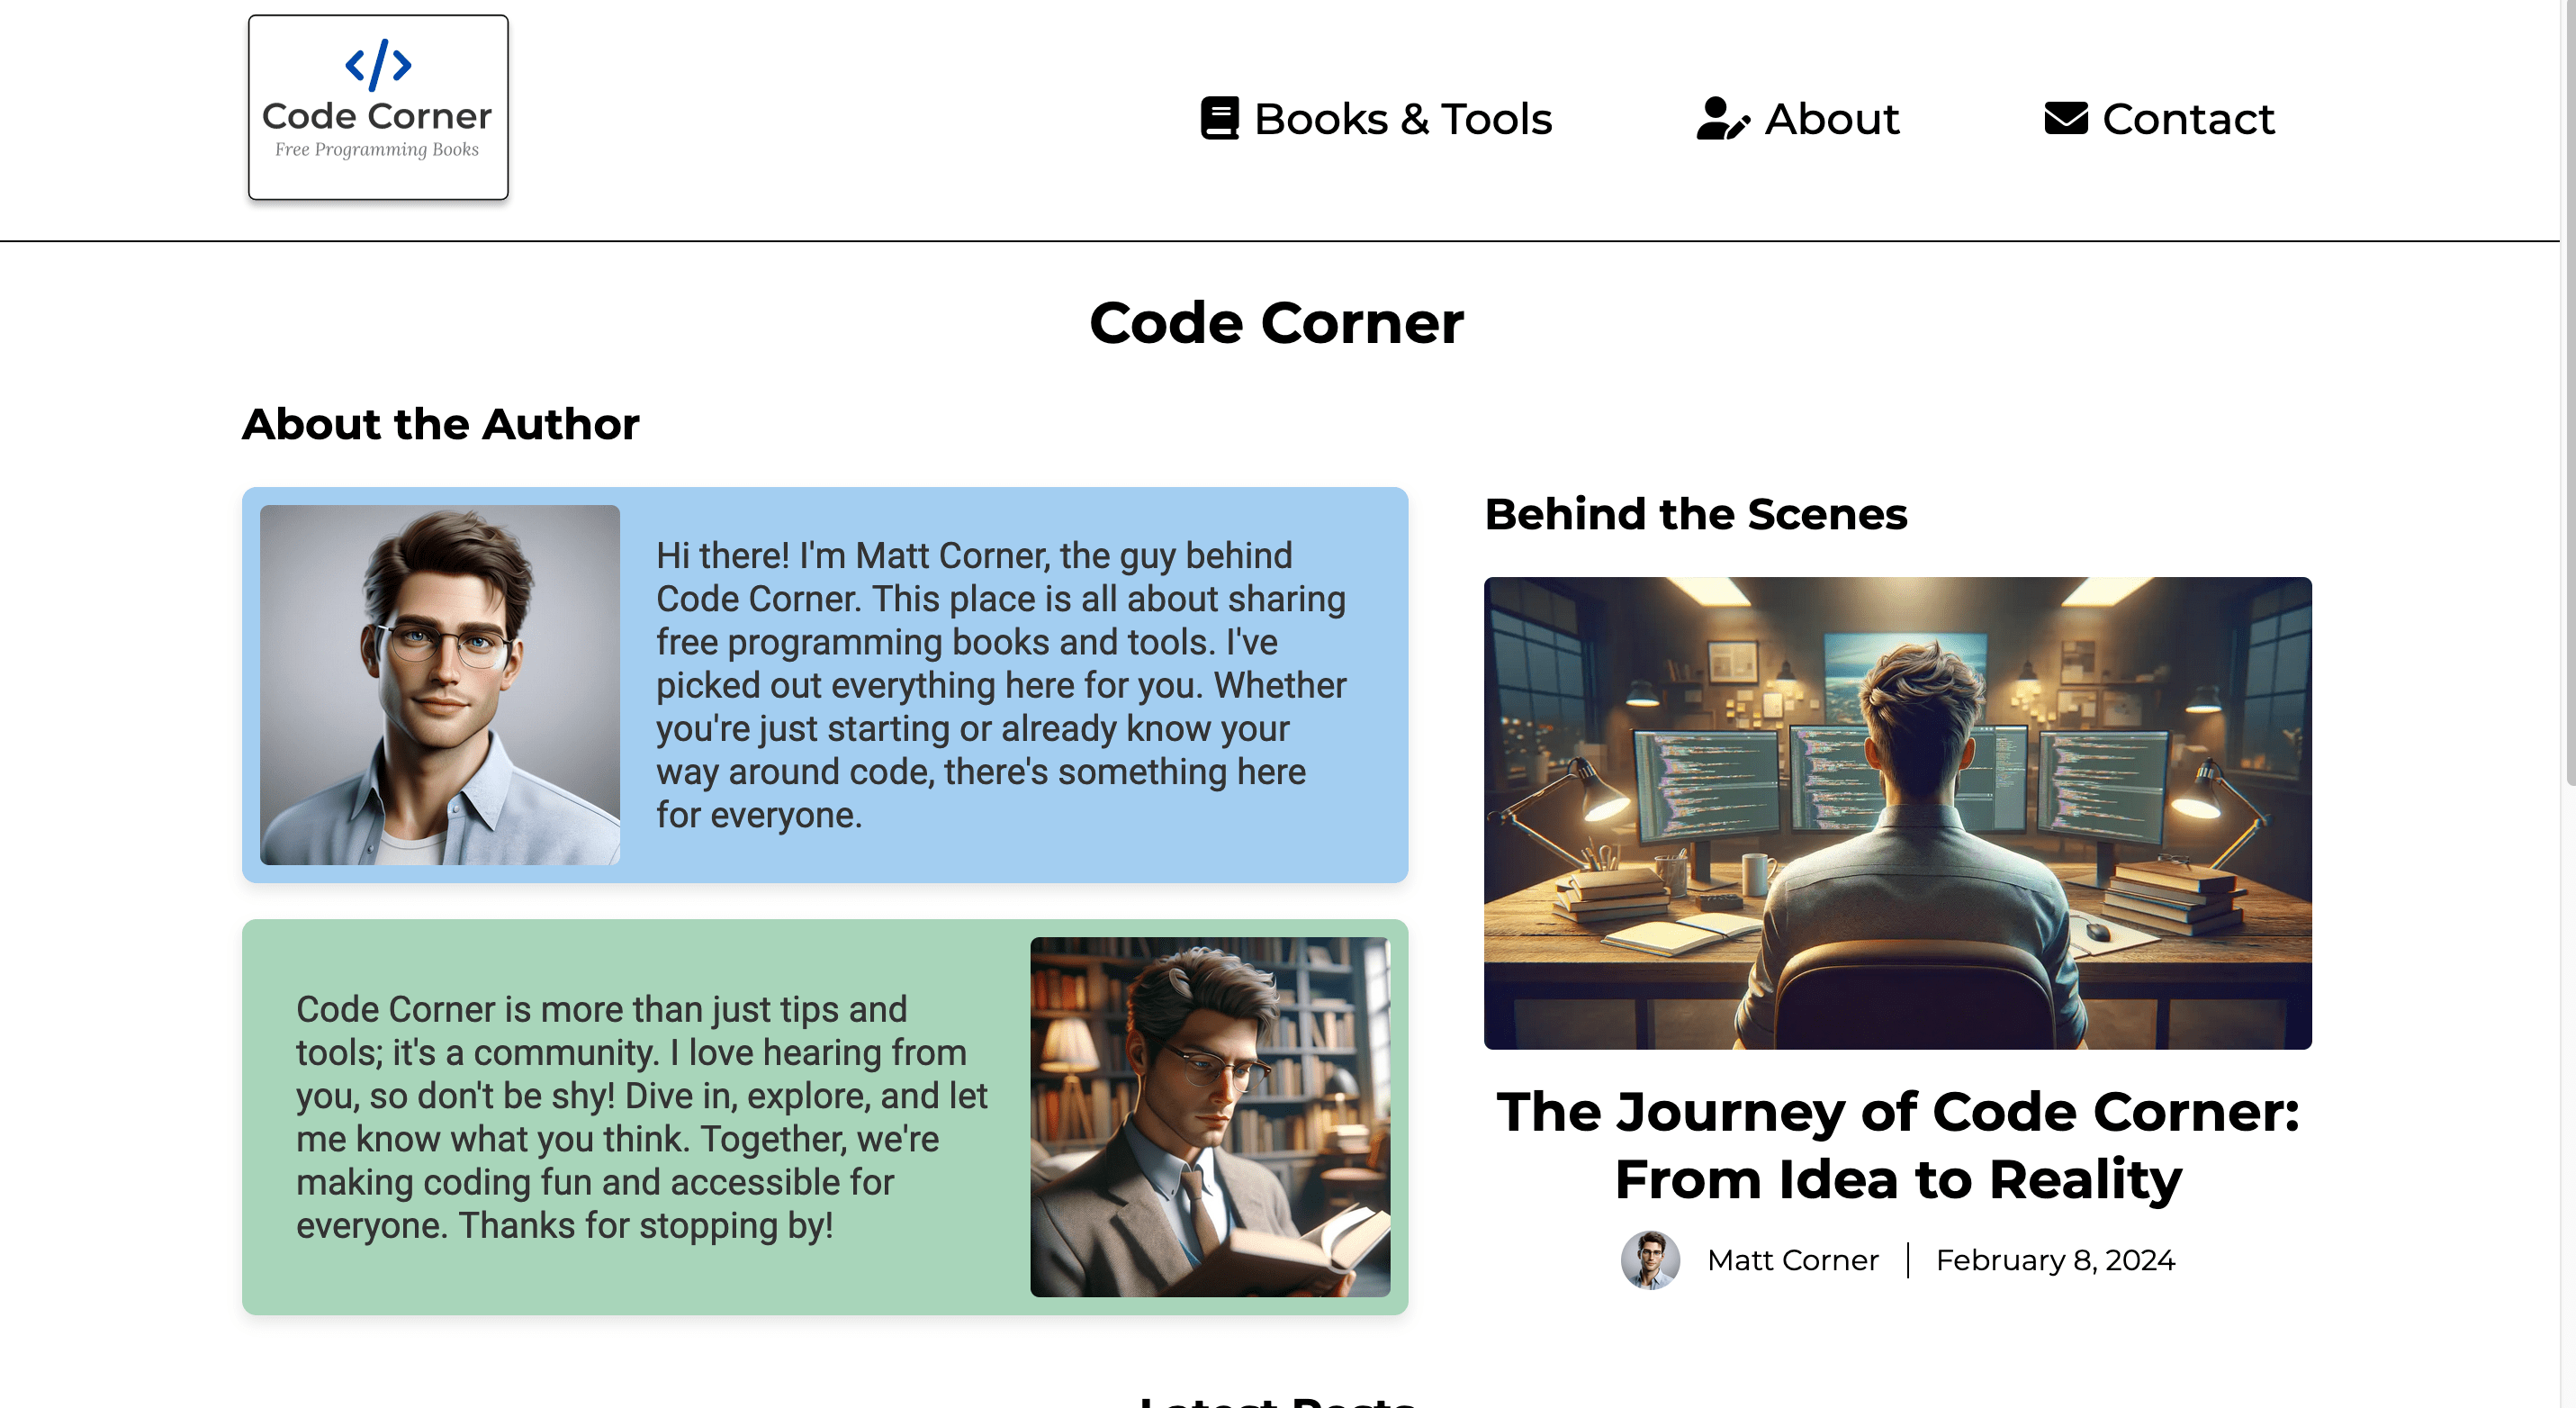 Code Corner
Free Programming Books
Books & Tools
About
Contact
Code Corner
About the Author
Hi there! I'm Matt Corner, the guy behind
Code Corner. This place is all about sharing
free programming books and tools. I've
picked out everything here for you. Whether
you're just starting or already know your
way around code, there's something here
for everyone.
Code Corner is more than just tips and
tools; it's a community. I love hearing from
you, so don't be shy! Dive in, explore, and let
me know what you think. Together, we're
making coding fun and accessible for
everyone. Thanks for stopping by!
Behind the Scenes
The Journey of Code Corner:
From Idea to Reality
Matt Corner
February 8, 2024
Latest Posts